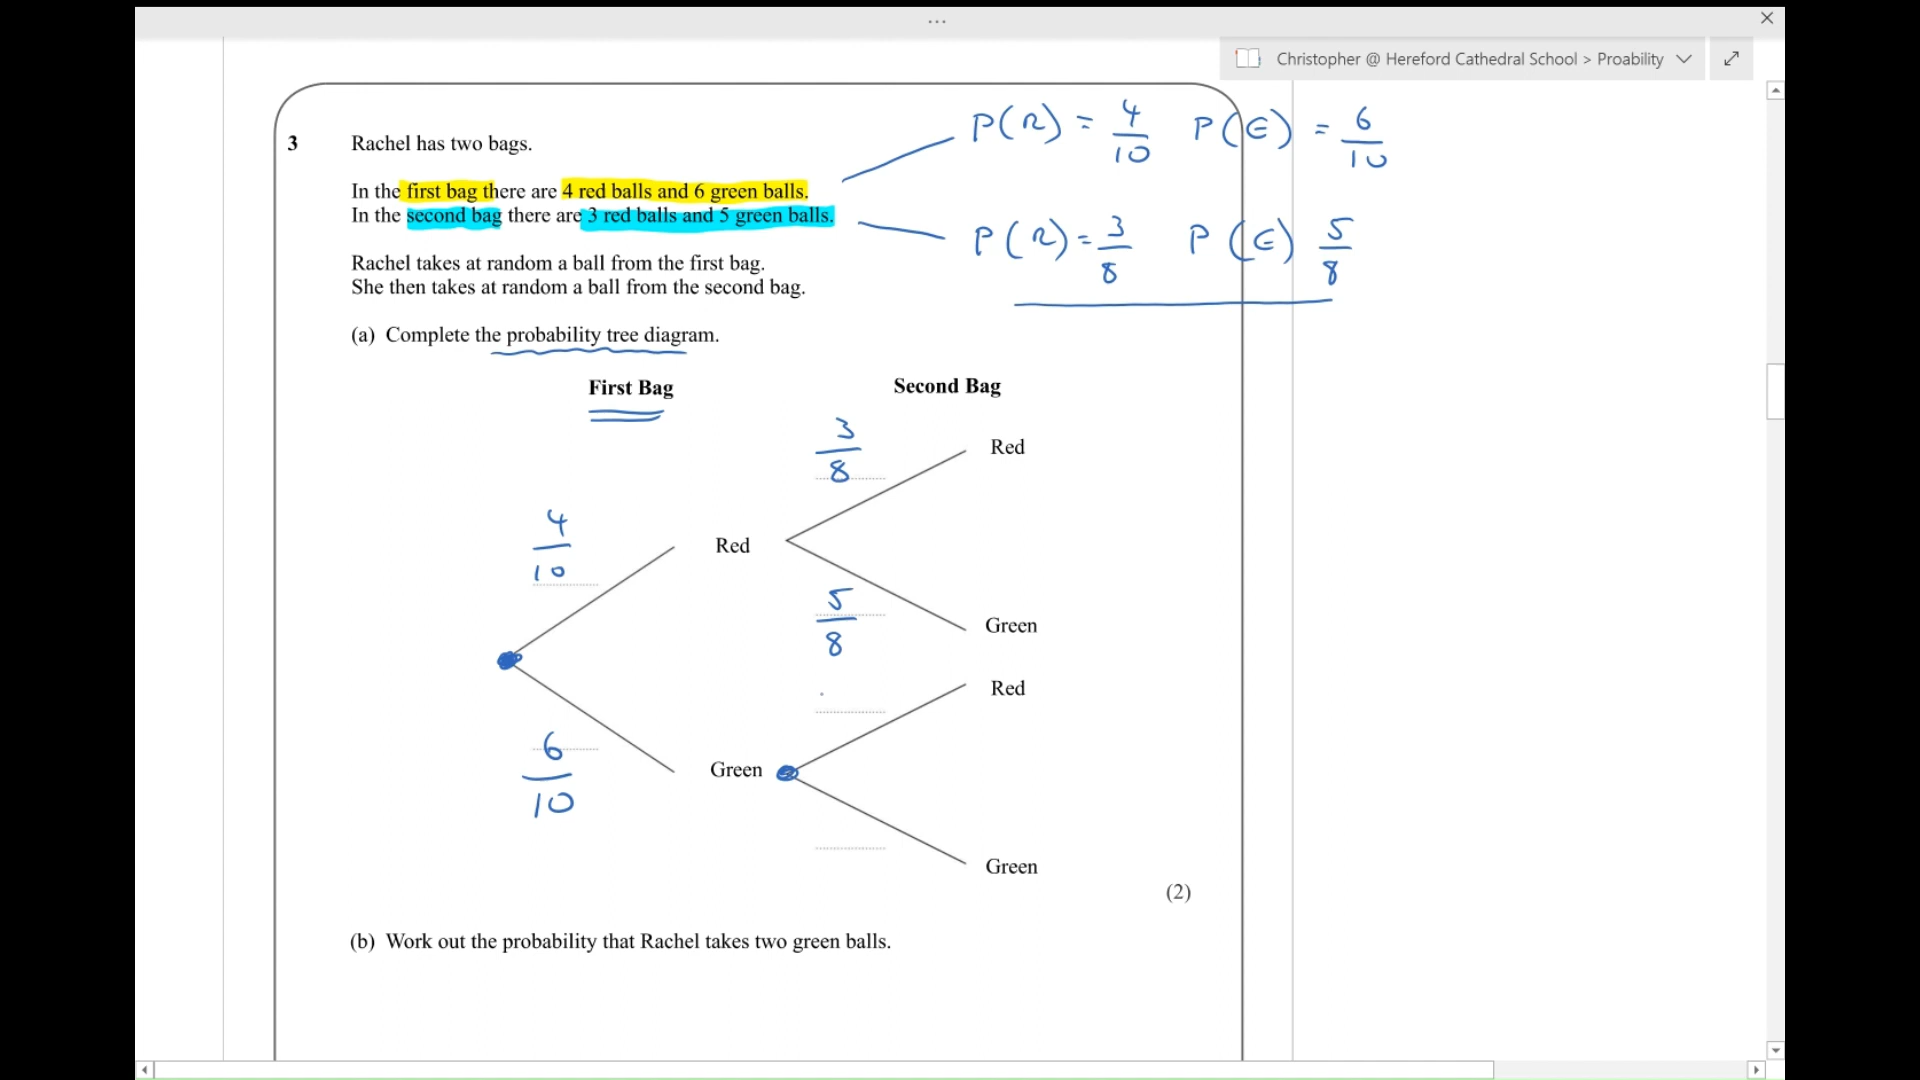 ...
Christopher @ Hereford Cathedral School > Proability
3 Rachel has two bags.
P(R) = 4/10 P(G) = 6/10
In the first bag there are 4 red balls and 6 green balls.
In the second bag there are 3 red balls and 5 green balls.
P(R) = 3/8 P(G) 5/8
Rachel takes at random a ball from the first bag.
She then takes at random a ball from the second bag.
(a) Complete the probability tree diagram.
First Bag Second Bag
3/8 Red
4/10 Red
5/8 Green
Red
6/10 Green
Green
(2)
(b) Work out the probability that Rachel takes two green balls.